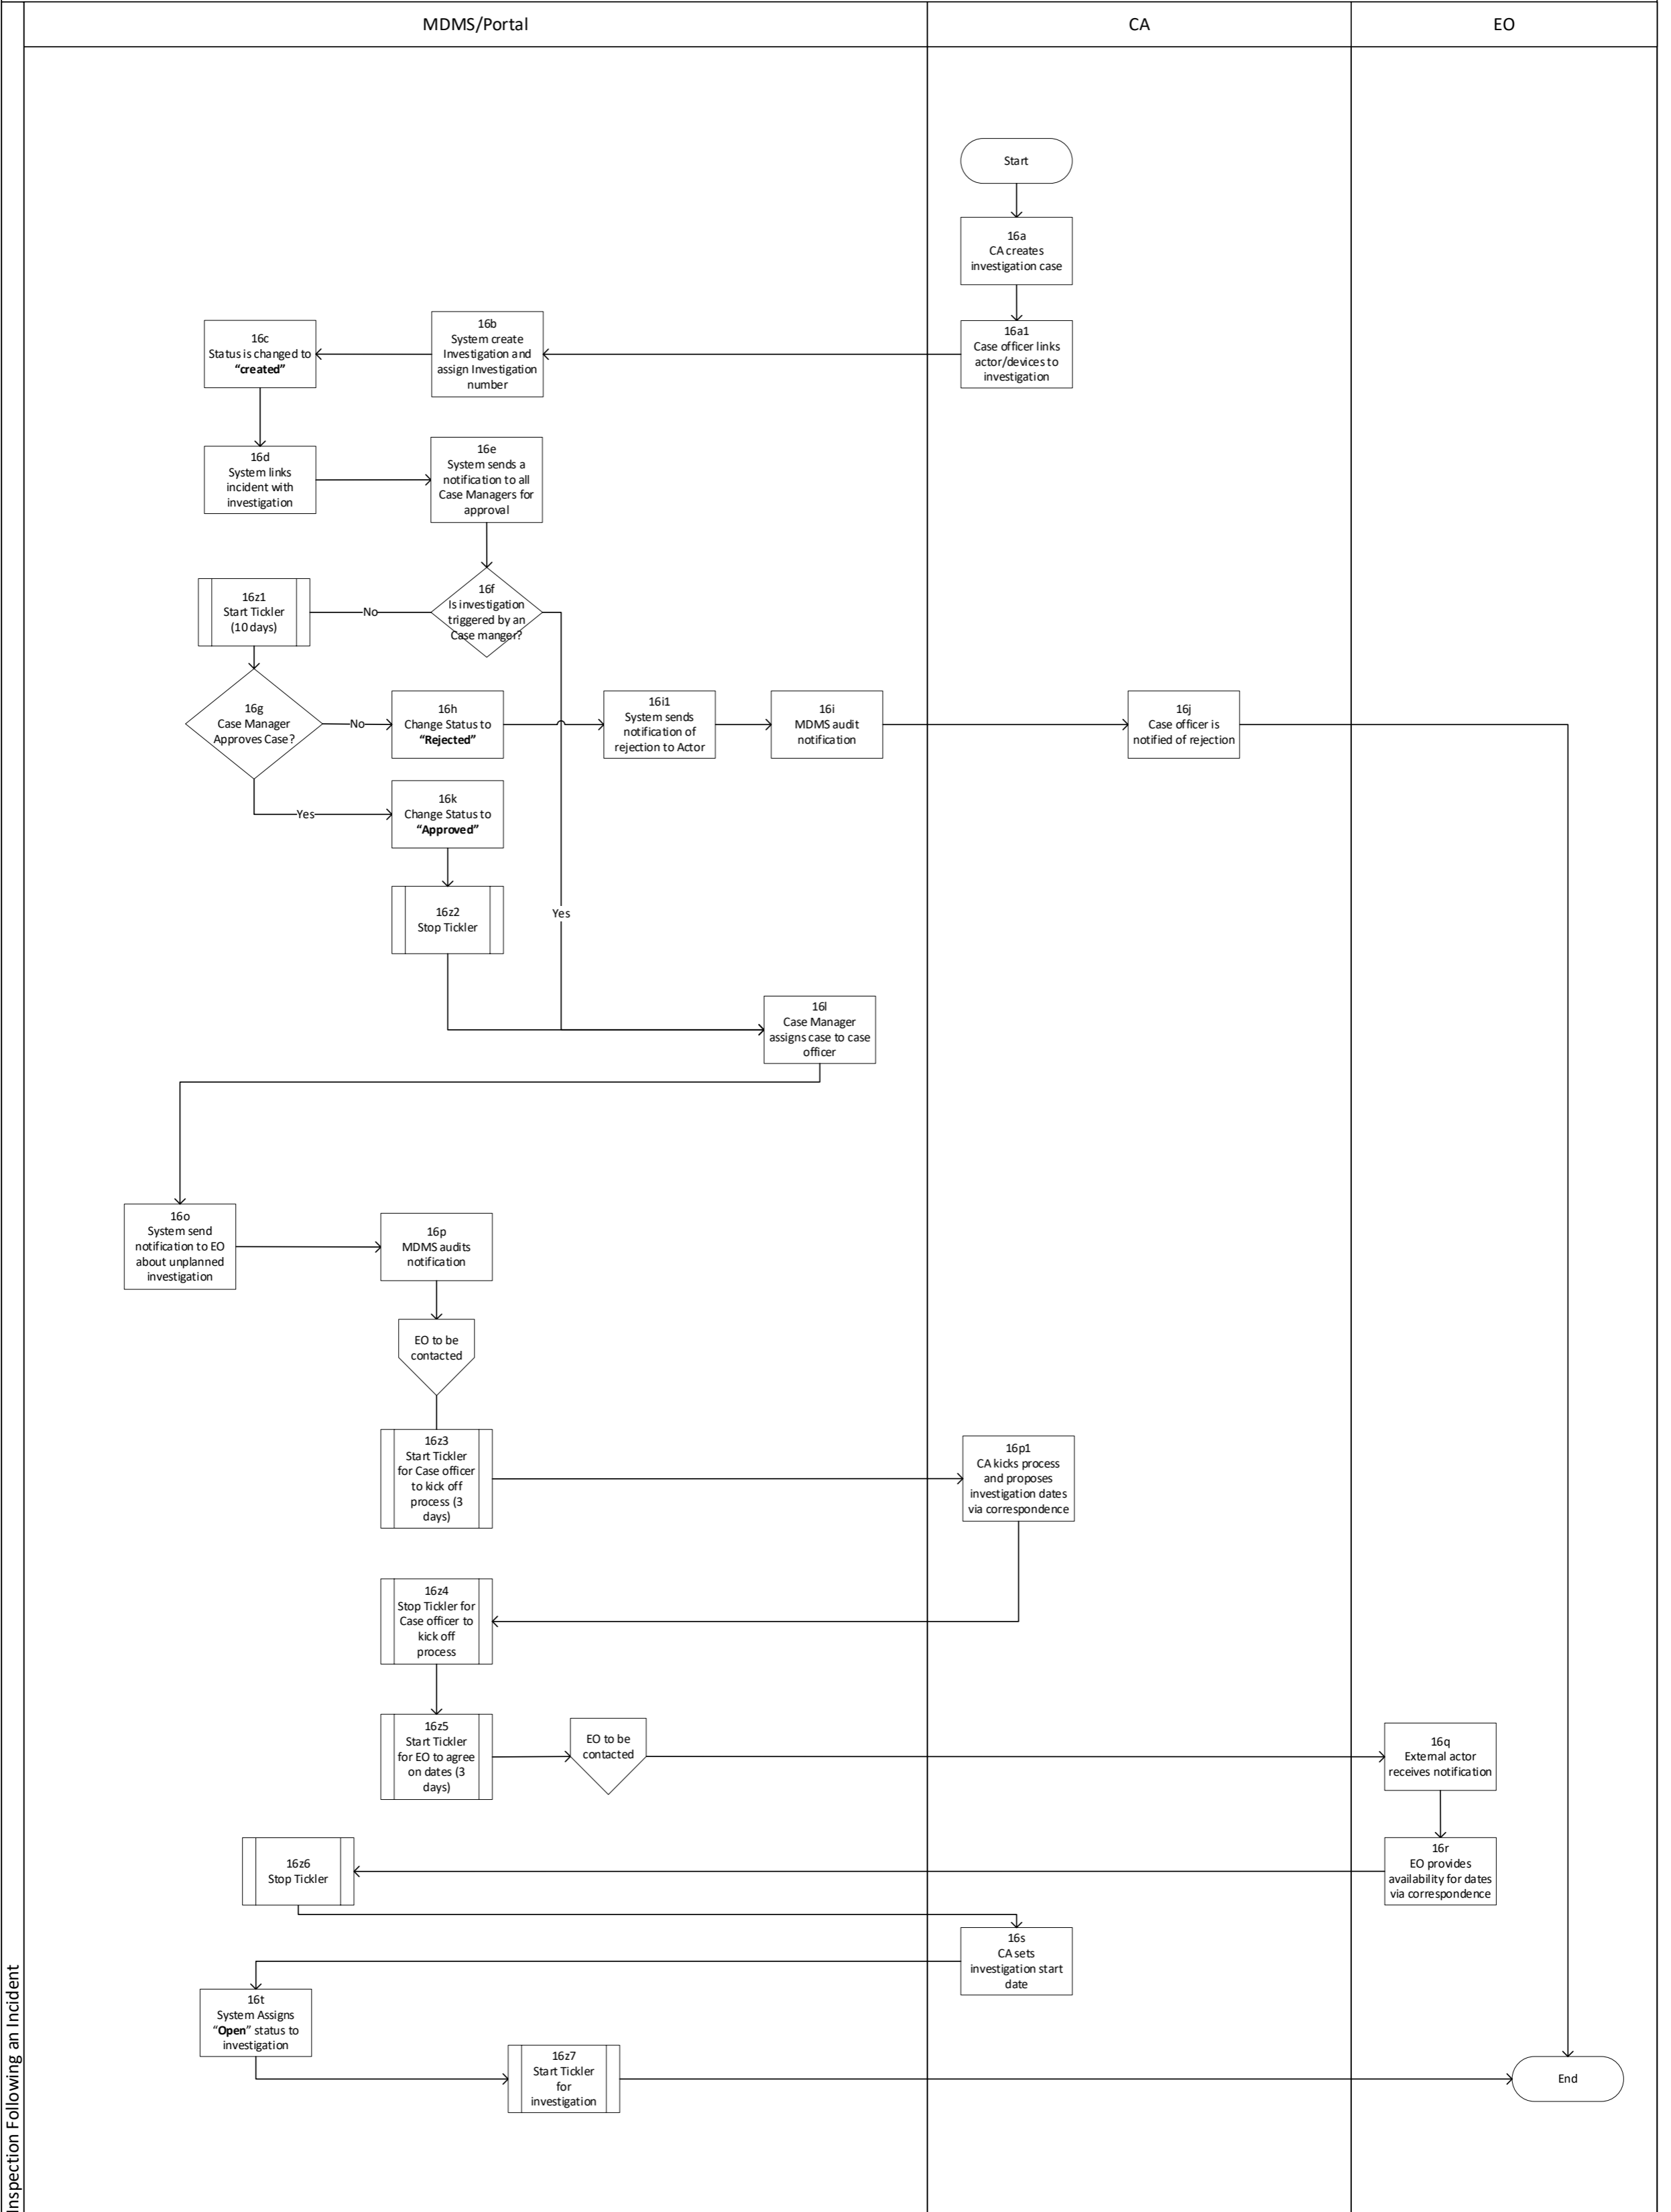 MDMS/Portal
CA
EO
Start
16a
CA creates
investigation case
16a1
Case officer links
actor/devices to
investigation
16b
System create
Investigation and
assign Investigation
number
16c
Status is changed to
“created”
16d
System links
incident with
investigation
16e
System sends a
notification to all
Case Managers for
approval
16f
Is investigation
triggered by an
Case manger?
No
16z1
Start Tickler
(10 days)
16g
Case Manager
Approves Case?
No
16h
Change Status to
“Rejected”
16i1
System sends
notification of
rejection to Actor
16i
MDMS audit
notification
16j
Case officer is
notified of rejection
Yes
16k
Change Status to
“Approved”
16z2
Stop Tickler
Yes
16l
Case Manager
assigns case to case
officer
16o
System send
notification to EO
about unplanned
investigation
16p
MDMS audits
notification
EO to be
contacted
16z3
Start Tickler
for Case officer
to kick off
process (3
days)
16p1
CA kicks process
and proposes
investigation dates
via correspondence
16z4
Stop Tickler for
Case officer to
kick off
process
16z5
Start Tickler
for EO to agree
on dates (3
days)
EO to be
contacted
16q
External actor
receives notification
16r
EO provides
availability for dates
via correspondence
16z6
Stop Tickler
16s
CA sets
investigation start
date
16t
System Assigns
“Open” status to
investigation
16z7
Start Tickler
for
investigation
End
Inspection Following an Incident